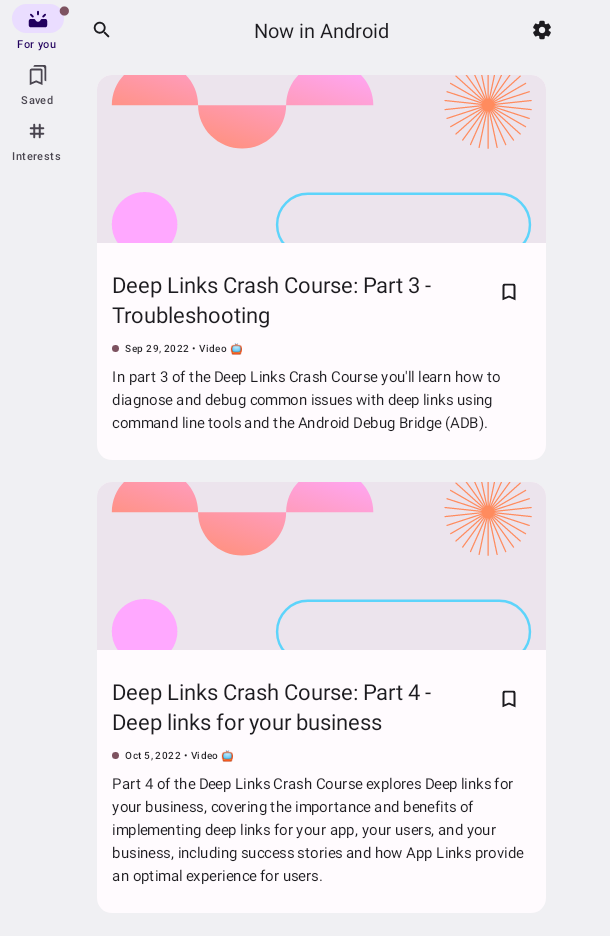 For you
Saved
Interests
Now in Android
Deep Links Crash Course: Part 3 -
Troubleshooting
Sep 29, 2022 • Video 📺
In part 3 of the Deep Links Crash Course you'll learn how to
diagnose and debug common issues with deep links using
command line tools and the Android Debug Bridge (ADB).
Deep Links Crash Course: Part 4 -
Deep links for your business
Oct 5, 2022 • Video 📺
Part 4 of the Deep Links Crash Course explores Deep links for
your business, covering the importance and benefits of
implementing deep links for your app, your users, and your
business, including success stories and how App Links provide
an optimal experience for users.